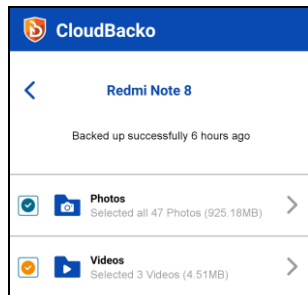 CloudBacko
Redmi Note 8
Backed up successfully 6 hours ago
Photos
Selected all 47 Photos (925.18MB)
Videos
Selected 3 Videos (4.51MB)